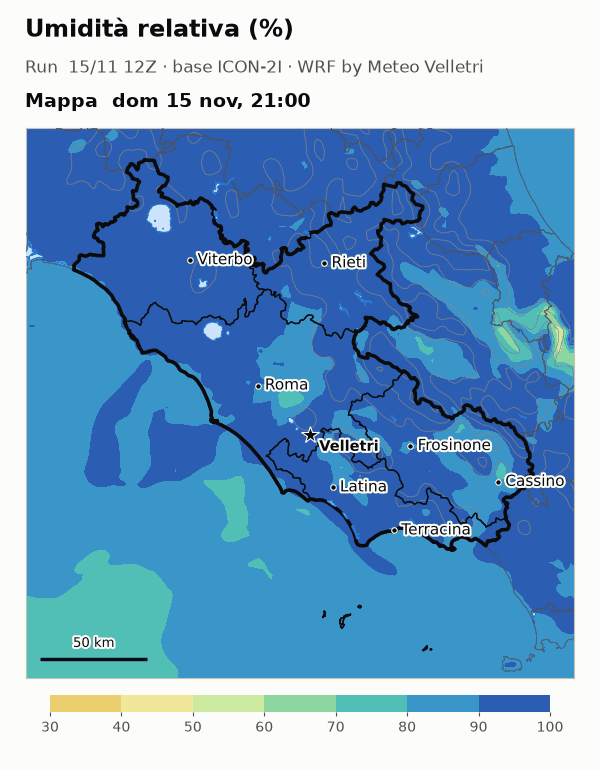 Umidità relativa (%)
Run  15/11 12Z · base ICON-2I · WRF by Meteo Velletri
Mappa  dom 15 nov, 21:00
Viterbo
Rieti
Roma
Velletri
Frosinone
Cassino
Latina
Terracina
50 km
30 40 50 60 70 80 90 100